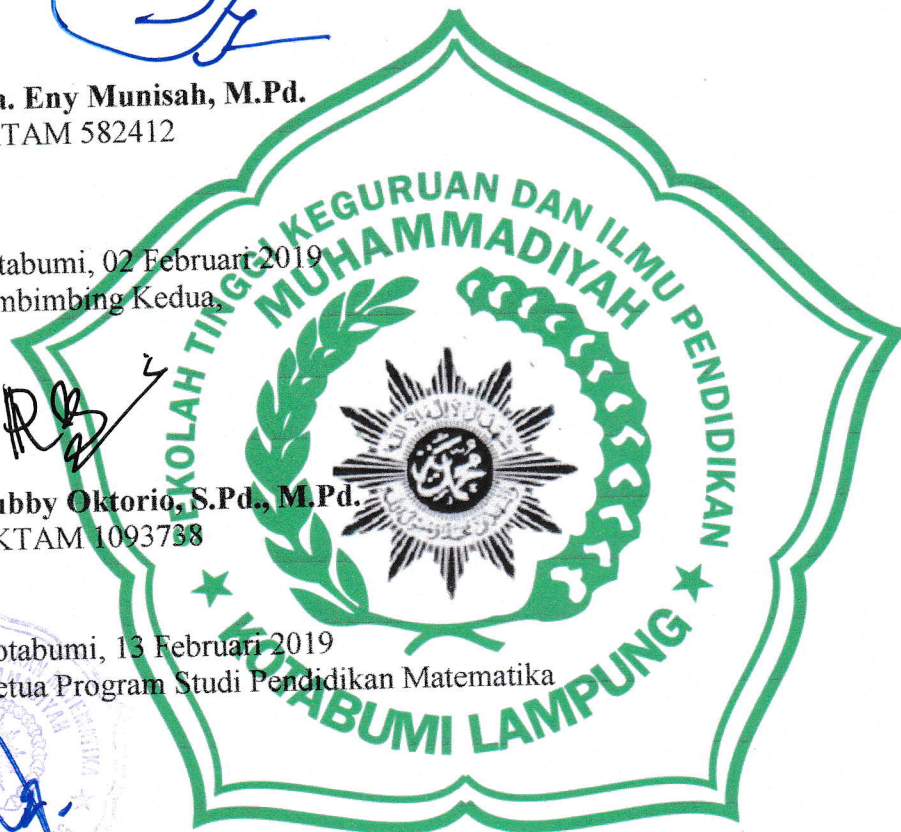 a. Eny Munisah, M.Pd.
TAM 582412
tabumi, 02 Februari 2019
mbimbing Kedua,
ubby Oktorio, S.Pd., M.Pd.
KTAM 1093738
otabumi, 13 Februari 2019
etua Program Studi Pendidikan Matematika
SEKOLAH TINGGI KEGURUAN DAN ILMU PENDIDIKAN
MUHAMMADIYAH
★ KOTABUMI LAMPUNG ★